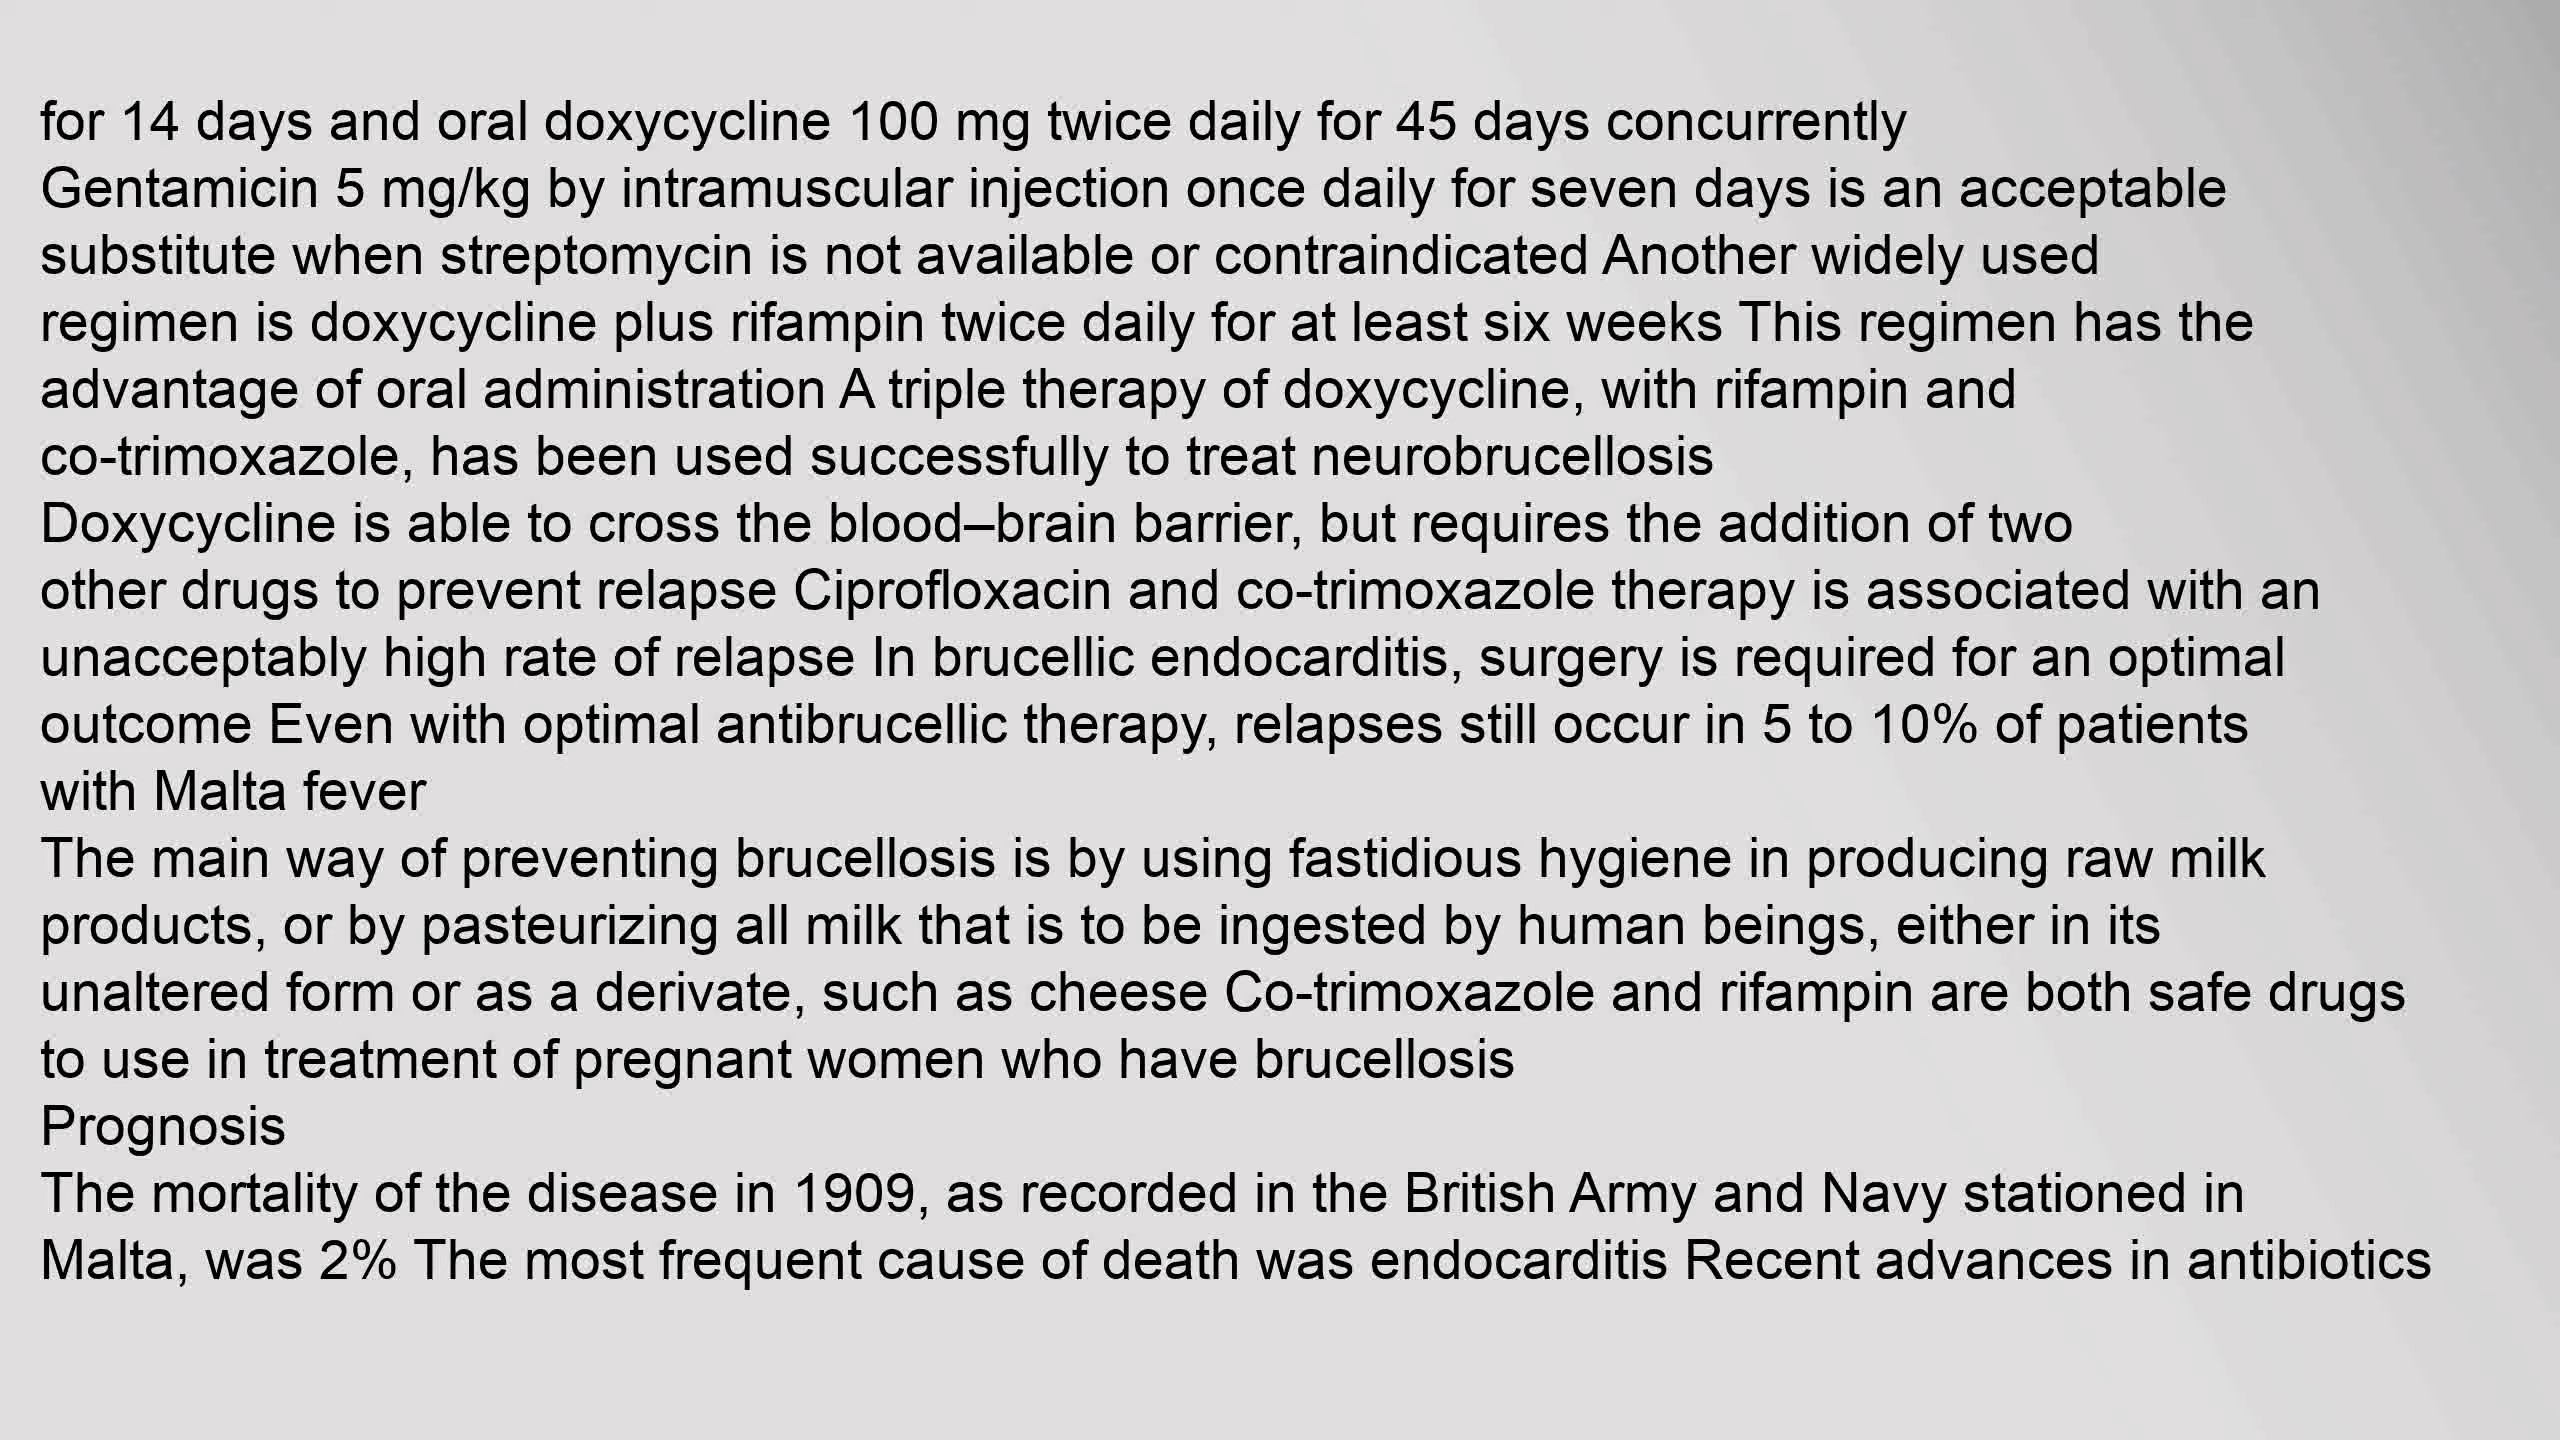 for 14 days and oral doxycycline 100 mg twice daily for 45 days concurrently
Gentamicin 5 mg/kg by intramuscular injection once daily for seven days is an acceptable
substitute when streptomycin is not available or contraindicated Another widely used
regimen is doxycycline plus rifampin twice daily for at least six weeks This regimen has the
advantage of oral administration A triple therapy of doxycycline, with rifampin and
co-trimoxazole, has been used successfully to treat neurobrucellosis
Doxycycline is able to cross the blood–brain barrier, but requires the addition of two
other drugs to prevent relapse Ciprofloxacin and co-trimoxazole therapy is associated with an
unacceptably high rate of relapse In brucellic endocarditis, surgery is required for an optimal
outcome Even with optimal antibrucellic therapy, relapses still occur in 5 to 10% of patients
with Malta fever
The main way of preventing brucellosis is by using fastidious hygiene in producing raw milk
products, or by pasteurizing all milk that is to be ingested by human beings, either in its
unaltered form or as a derivate, such as cheese Co-trimoxazole and rifampin are both safe drugs
to use in treatment of pregnant women who have brucellosis
Prognosis
The mortality of the disease in 1909, as recorded in the British Army and Navy stationed in
Malta, was 2% The most frequent cause of death was endocarditis Recent advances in antibiotics